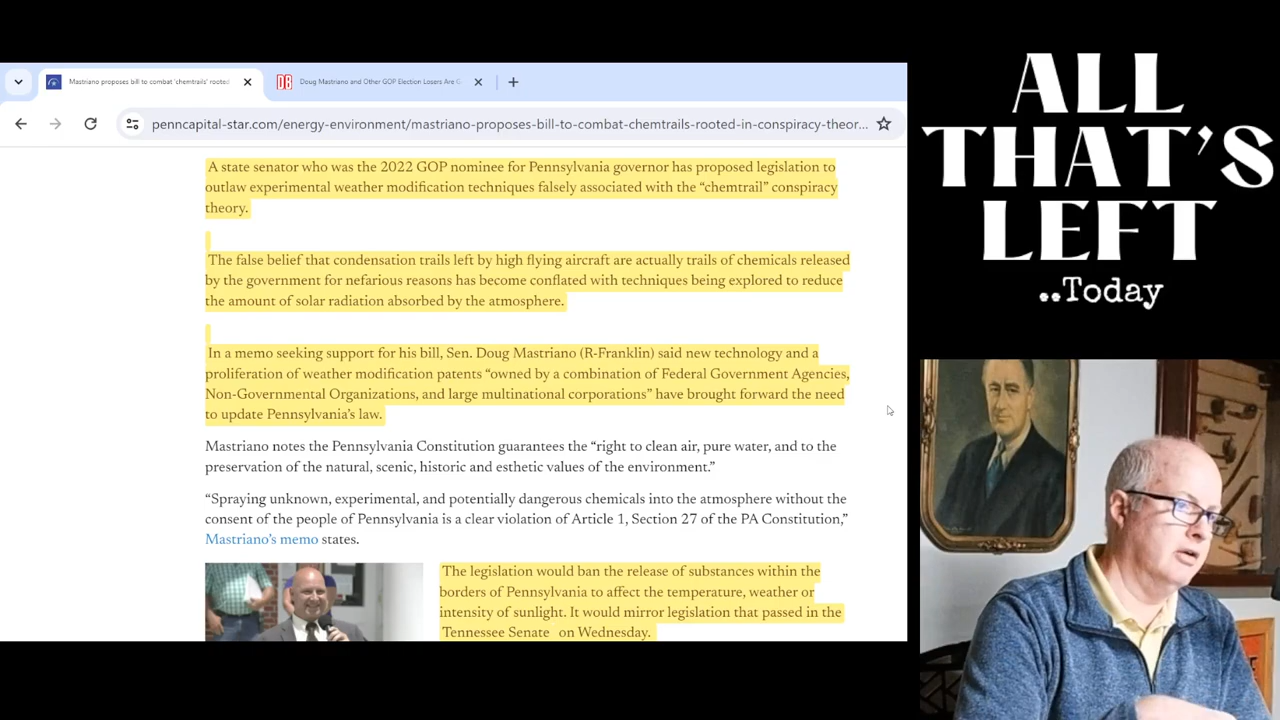 Mastriano proposes bill to combat 'chemtrails' rooted
Doug Mastriano and Other GOP Election Losers Are G
penncapital-star.com/energy-environment/mastriano-proposes-bill-to-combat-chemtrails-rooted-in-conspiracy-theor...
A state senator who was the 2022 GOP nominee for Pennsylvania governor has proposed legislation to
outlaw experimental weather modification techniques falsely associated with the “chemtrail” conspiracy
theory.
The false belief that condensation trails left by high flying aircraft are actually trails of chemicals released
by the government for nefarious reasons has become conflated with techniques being explored to reduce
the amount of solar radiation absorbed by the atmosphere.
In a memo seeking support for his bill, Sen. Doug Mastriano (R-Franklin) said new technology and a
proliferation of weather modification patents “owned by a combination of Federal Government Agencies,
Non-Governmental Organizations, and large multinational corporations” have brought forward the need
to update Pennsylvania’s law.
Mastriano notes the Pennsylvania Constitution guarantees the “right to clean air, pure water, and to the
preservation of the natural, scenic, historic and esthetic values of the environment.”
“Spraying unknown, experimental, and potentially dangerous chemicals into the atmosphere without the
consent of the people of Pennsylvania is a clear violation of Article 1, Section 27 of the PA Constitution,”
Mastriano’s memo states.
The legislation would ban the release of substances within the
borders of Pennsylvania to affect the temperature, weather or
intensity of sunlight. It would mirror legislation that passed in the
Tennessee Senate on Wednesday.
ALL
THAT’S
LEFT
..Today